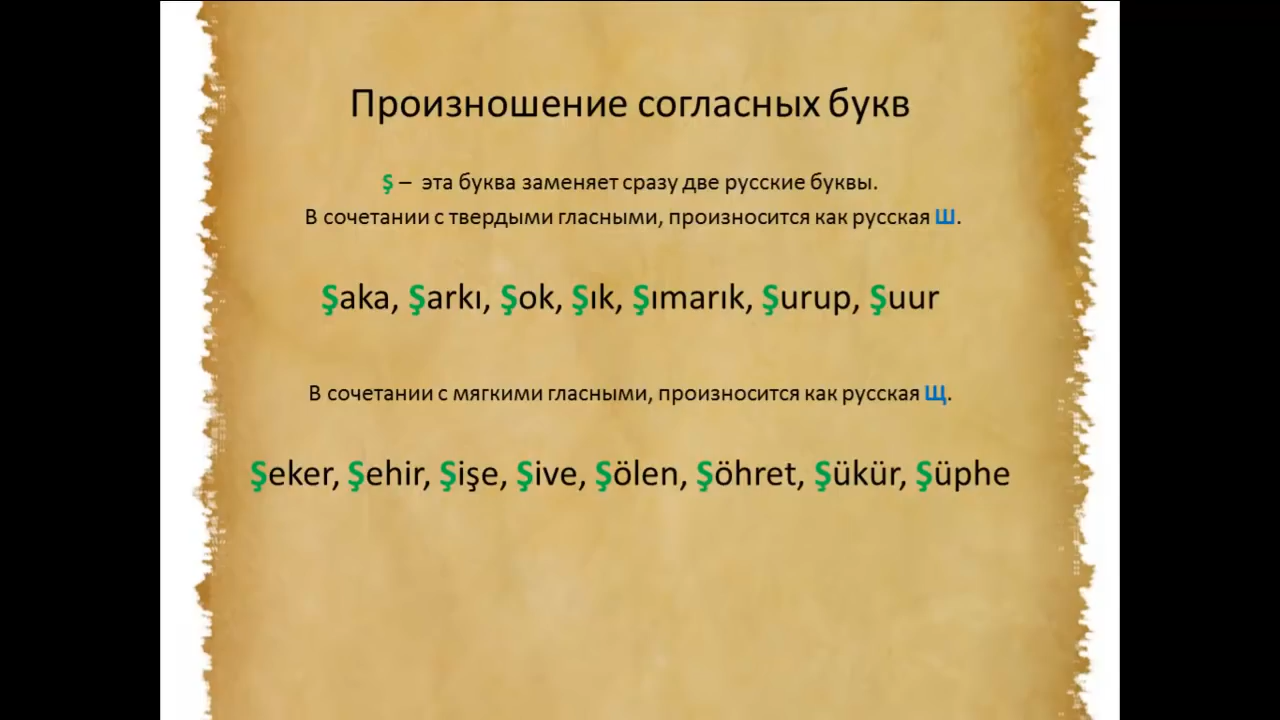 Произношение согласных букв
Ş – эта буква заменяет сразу две русские буквы.
В сочетании с твердыми гласными, произносится как русская Ш.
Şaka, Şarkı, Şok, Şık, Şımarık, Şurup, Şuur
В сочетании с мягкими гласными, произносится как русская Щ.
Şeker, Şehir, Şişe, Şive, Şölen, Şöhret, Şükür, Şüphe